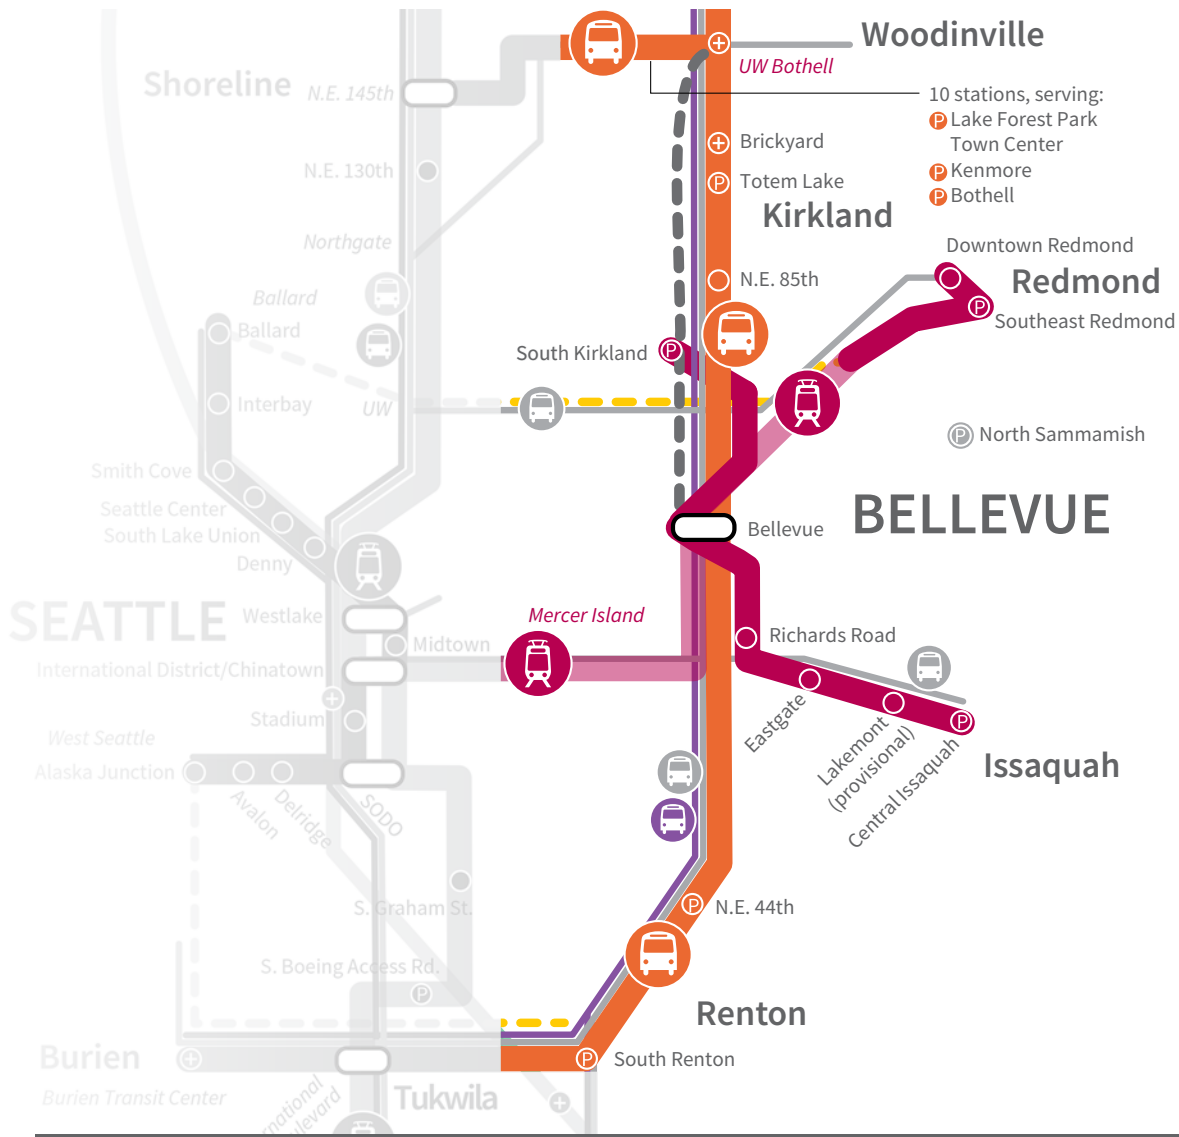 Woodinville
UW Bothell
Shoreline
N.E. 145th
10 stations, serving:
P Lake Forest Park
Town Center
P Kenmore
P Bothell
Brickyard
N.E. 130th
P Totem Lake
Kirkland
Northgate
Downtown Redmond
Redmond
N.E. 85th
Ballard
P Southeast Redmond
Ballard
South Kirkland P
Interbay
UW
P North Sammamish
Smith Cove
Seattle Center
BELLEVUE
Bellevue
South Lake Union
Denny
SEATTLE
Westlake
Mercer Island
Richards Road
Midtown
International District/Chinatown
Stadium
Eastgate
Lakemont
(provisional)
Central Issaquah P
West Seattle
Alaska Junction
Issaquah
Avalon
Delridge
SODO
S. Graham St.
P N.E. 44th
S. Boeing Access Rd.
P
Renton
Burien
P South Renton
Burien Transit Center
Tukwila